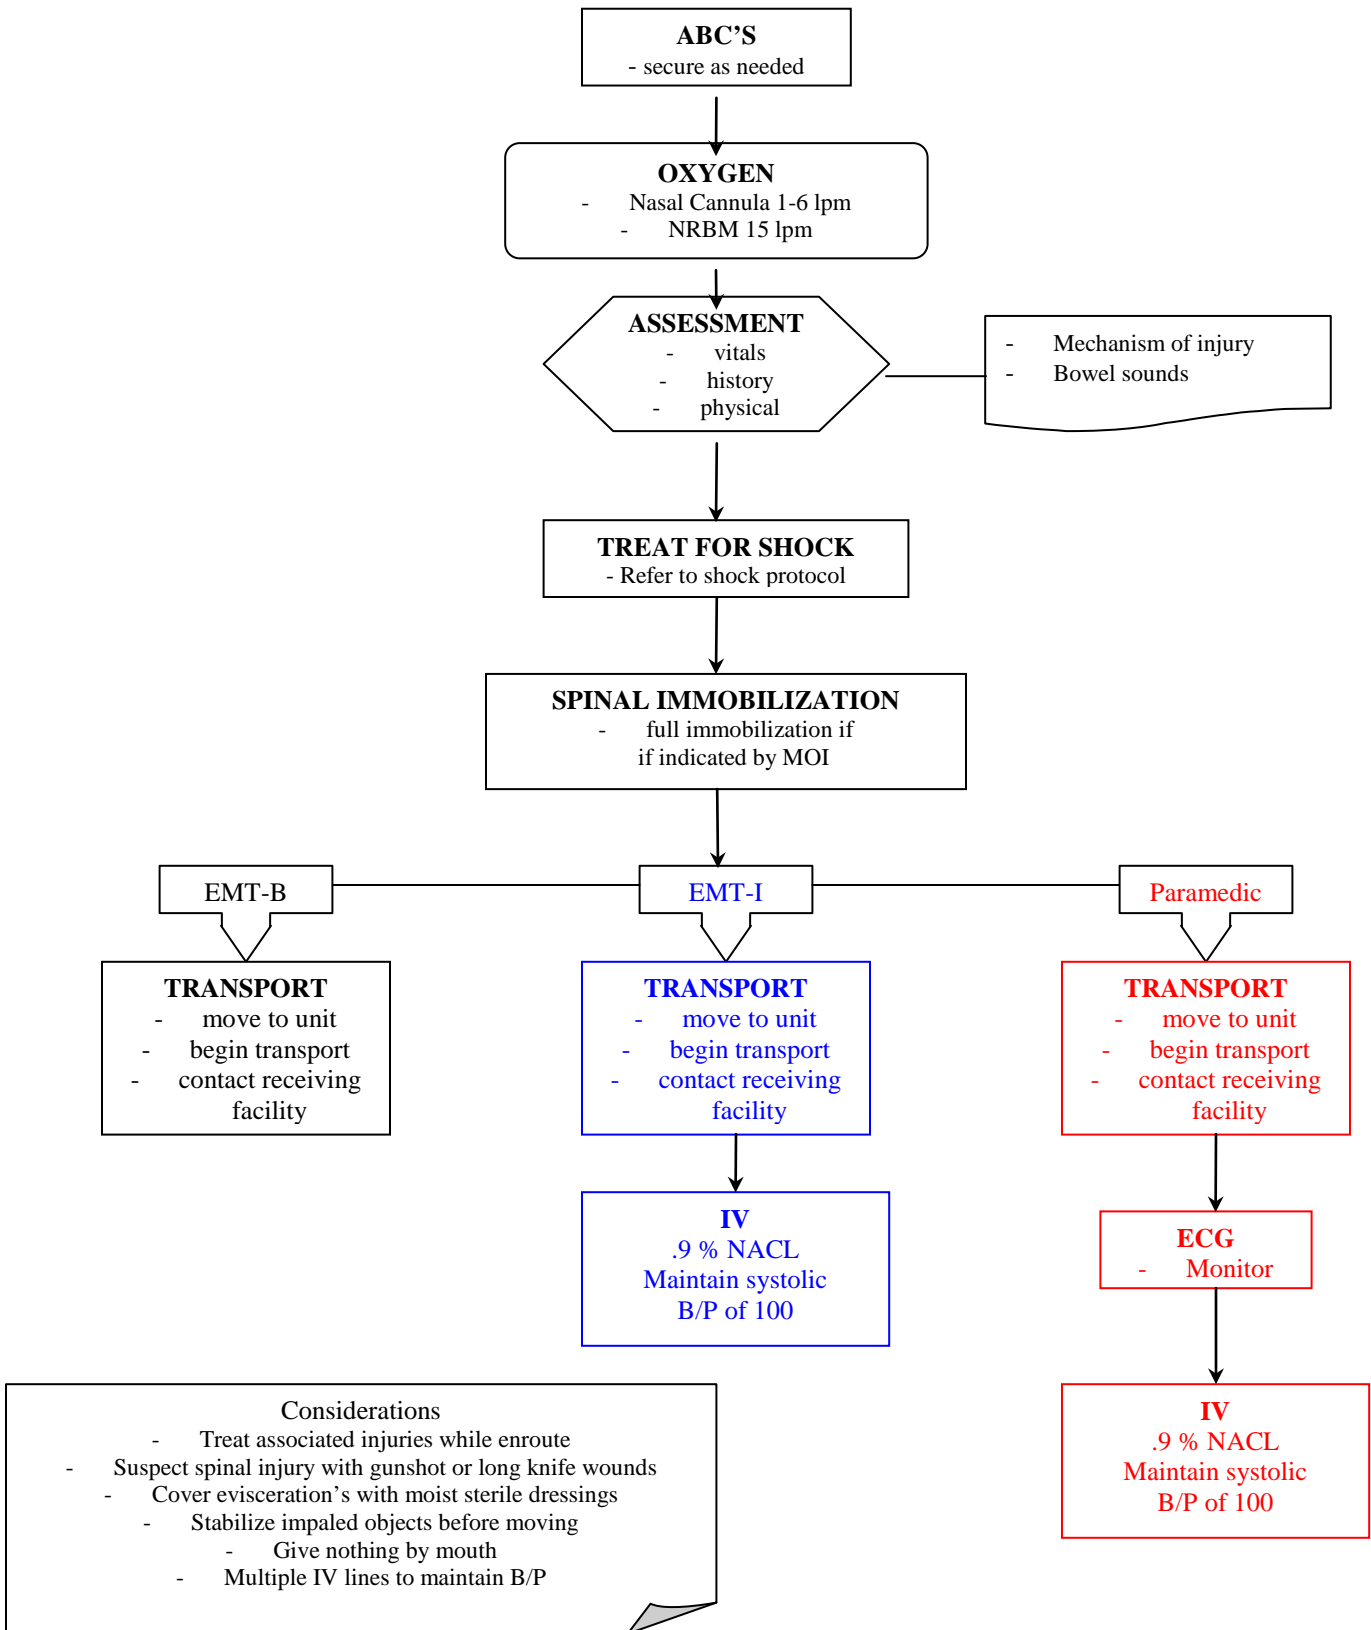 ABC’S
- secure as needed
OXYGEN
- Nasal Cannula 1-6 lpm
- NRBM 15 lpm
ASSESSMENT
- vitals
- history
- physical
- Mechanism of injury
- Bowel sounds
TREAT FOR SHOCK
- Refer to shock protocol
SPINAL IMMOBILIZATION
- full immobilization if
if indicated by MOI
EMT-B
EMT-I
Paramedic
TRANSPORT
- move to unit
- begin transport
- contact receiving
facility
TRANSPORT
- move to unit
- begin transport
- contact receiving
facility
TRANSPORT
- move to unit
- begin transport
- contact receiving
facility
IV
.9 % NACL
Maintain systolic
B/P of 100
ECG
- Monitor
IV
.9 % NACL
Maintain systolic
B/P of 100
Considerations
- Treat associated injuries while enroute
- Suspect spinal injury with gunshot or long knife wounds
- Cover evisceration’s with moist sterile dressings
- Stabilize impaled objects before moving
- Give nothing by mouth
- Multiple IV lines to maintain B/P